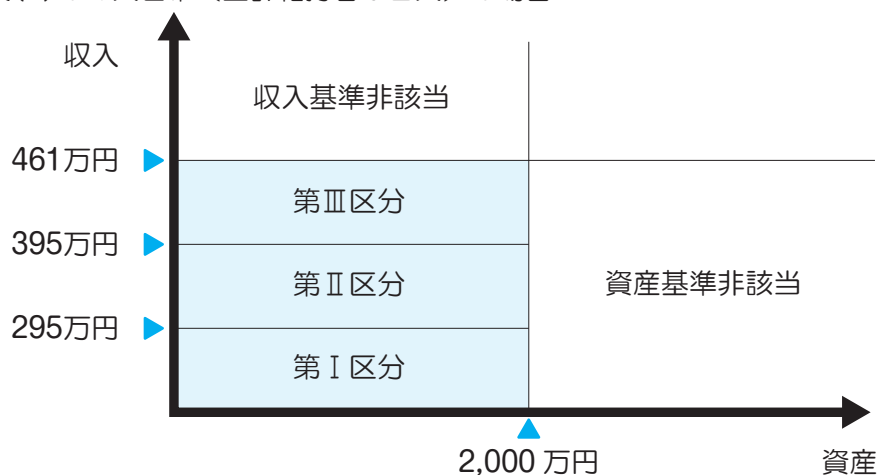 収入
収入基準非該当
461万円
第Ⅲ区分
395万円
第Ⅱ区分
資産基準非該当
295万円
第Ⅰ区分
2,000 万円
資産